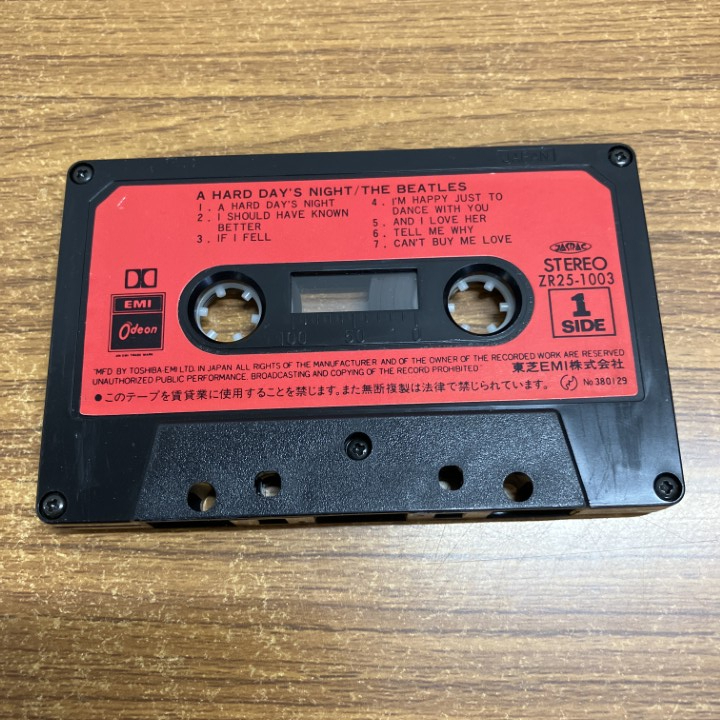 A HARD DAY'S NIGHT/THE BEATLES
1. A HARD DAY'S NIGHT
2. I SHOULD HAVE KNOWN
BETTER
3. IF I FELL
4. I'M HAPPY JUST TO
DANCE WITH YOU
5. AND I LOVE HER
6. TELL ME WHY
7. CAN'T BUY ME LOVE
EMI
Odeon
JASRAC
STEREO
ZR25-1003
1
SIDE
100 50 0
"MFD BY TOSHIBA-EMI LTD. IN JAPAN ALL RIGHTS OF THE MANUFACTURER AND OF THE OWNER OF THE RECORDED WORK ARE RESERVED
UNAUTHORIZED PUBLIC PERFORMANCE. BROADCASTING AND COPYING OF THE RECORD PROHIBITED" 東芝EMI株式会社
●このテープを賃貸業に使用することを禁じます。また無断複製は法律で禁じられています。 No380129